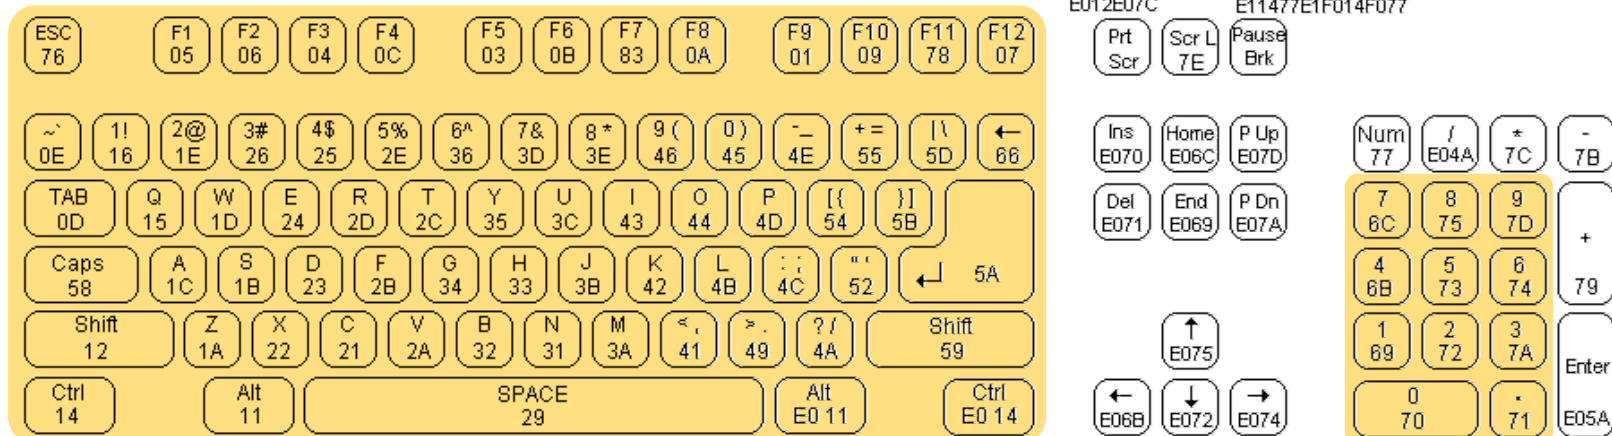 E012E07C E11477E1F014F077
ESC F1 F2 F3 F4 F5 F6 F7 F8 F9 F10 F11 F12 Prt Scr L Pause
76 05 06 04 0C 03 0B 83 0A 01 09 78 07 Scr 7E Brk
~` 1! 2@ 3# 4$ 5% 6^ 7& 8* 9( 0) -_ += |\ ← Ins Home P Up Num / * -
0E 16 1E 26 25 2E 36 3D 3E 46 45 4E 55 5D 66 E070 E06C E07D 77 E04A 7C 7B
TAB Q W E R T Y U I O P [{ }] Del End P Dn 7 8 9
0D 15 1D 24 2D 2C 35 3C 43 44 4D 54 5B E071 E069 E07A 6C 75 7D +
Caps A S D F G H J K L : ; " ' ↵ 5A 4 5 6
58 1C 1B 23 2B 34 33 3B 42 4B 4C 52 6B 73 74 79
Shift Z X C V B N M < , > . ? / Shift ↑ 1 2 3
12 1A 22 21 2A 32 31 3A 41 49 4A 59 E075 69 72 7A Enter
Ctrl Alt SPACE Alt Ctrl ← ↓ → 0 .
14 11 29 E0 11 E0 14 E06B E072 E074 70 71 E05A